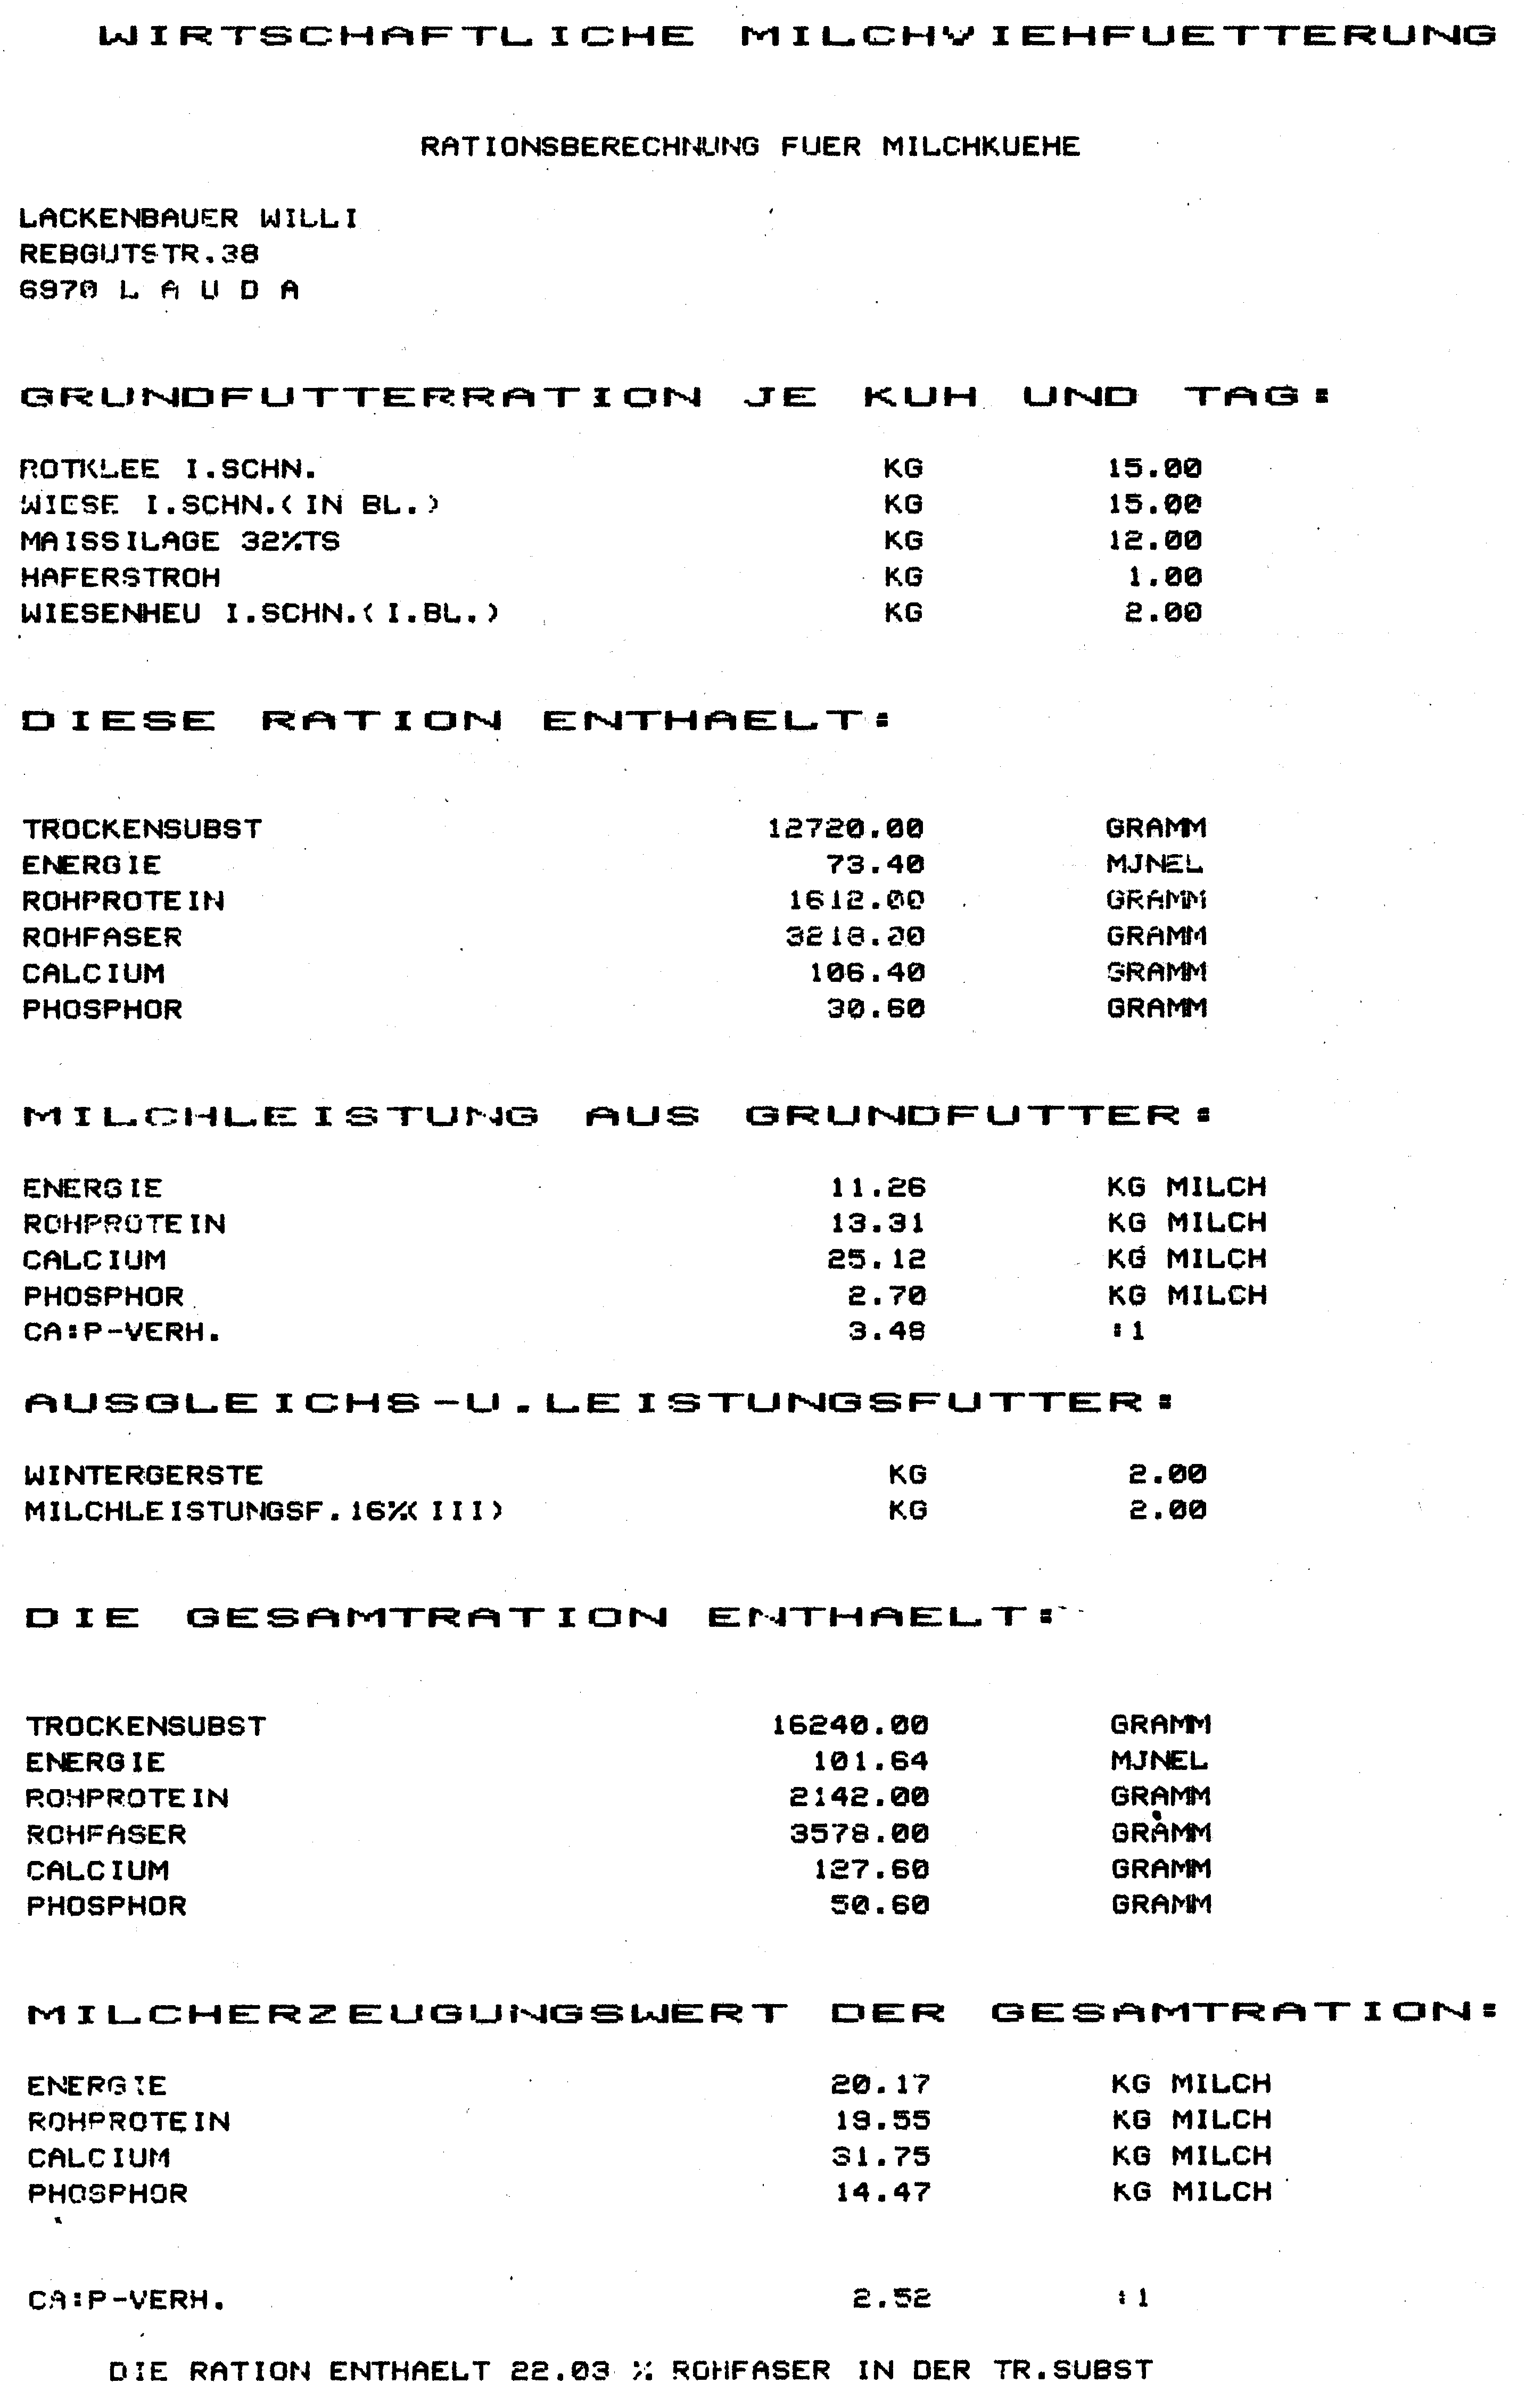 WIRTSCHAFTLICHE MILCHVIEHFUETTERUNG
RATIONSBERECHNUNG FUER MILCHKUEHE
LACKENBAUER WILLI
REBGUTSTR.38
6970 L A U D A
GRUNDFUTTERRATION JE KUH UND TAG:
ROTKLEE I.SCHN. KG 15.00
WIESE I.SCHN.(IN BL.) KG 15.00
MAISSILAGE 32%TS KG 12.00
HAFERSTROH KG 1.00
WIESENHEU I.SCHN.(I.BL.) KG 2.00
DIESE RATION ENTHAELT:
TROCKENSUBST 12720.00 GRAMM
ENERGIE 73.40 MJNEL
ROHPROTEIN 1612.00 GRAMM
ROHFASER 3218.20 GRAMM
CALCIUM 106.40 GRAMM
PHOSPHOR 30.60 GRAMM
MILCHLEISTUNG AUS GRUNDFUTTER:
ENERGIE 11.26 KG MILCH
ROHPROTEIN 13.31 KG MILCH
CALCIUM 25.12 KG MILCH
PHOSPHOR 2.70 KG MILCH
CA:P-VERH. 3.48 :1
AUSGLEICHS-U.LEISTUNGSFUTTER:
WINTERGERSTE KG 2.00
MILCHLEISTUNGSF.16%(III) KG 2.00
DIE GESAMTRATION ENTHAELT:
TROCKENSUBST 16240.00 GRAMM
ENERGIE 101.64 MJNEL
ROHPROTEIN 2142.00 GRAMM
ROHFASER 3578.00 GRAMM
CALCIUM 127.60 GRAMM
PHOSPHOR 50.60 GRAMM
MILCHERZEUGUNGSWERT DER GESAMTRATION:
ENERGIE 20.17 KG MILCH
ROHPROTEIN 19.55 KG MILCH
CALCIUM 31.75 KG MILCH
PHOSPHOR 14.47 KG MILCH
CA:P-VERH. 2.52 :1
DIE RATION ENTHAELT 22.03 % ROHFASER IN DER TR.SUBST